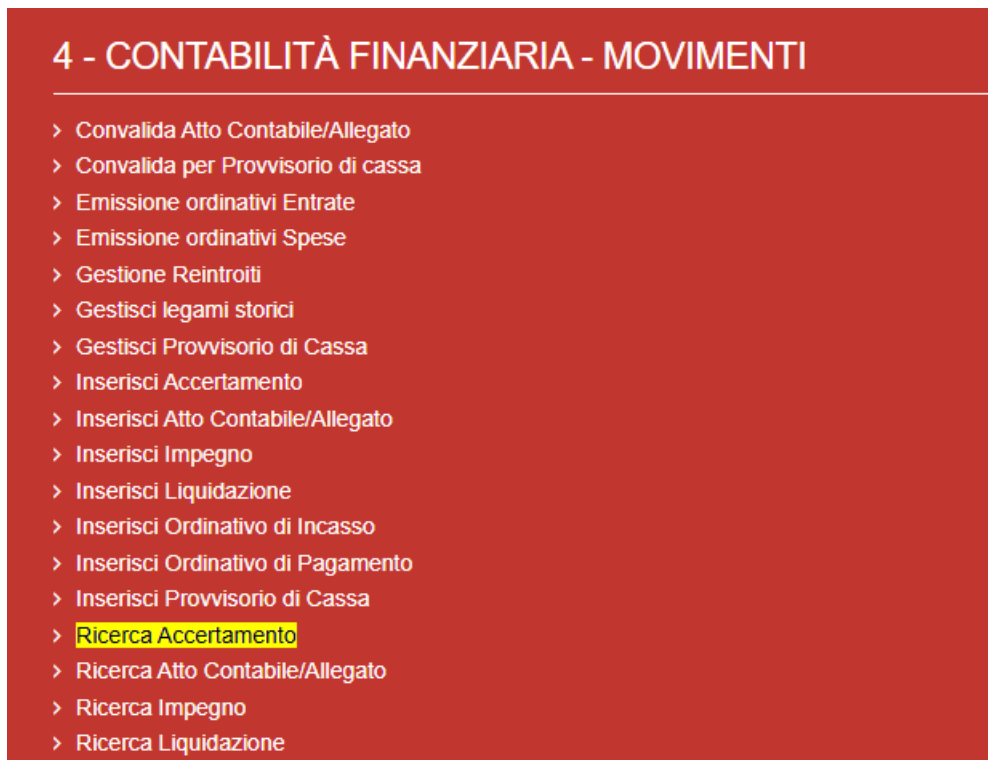 4 - CONTABILITÀ FINANZIARIA - MOVIMENTI
> Convalida Atto Contabile/Allegato
> Convalida per Provvisorio di cassa
> Emissione ordinativi Entrate
> Emissione ordinativi Spese
> Gestione Reintroiti
> Gestisci legami storici
> Gestisci Provvisorio di Cassa
> Inserisci Accertamento
> Inserisci Atto Contabile/Allegato
> Inserisci Impegno
> Inserisci Liquidazione
> Inserisci Ordinativo di Incasso
> Inserisci Ordinativo di Pagamento
> Inserisci Provvisorio di Cassa
> Ricerca Accertamento
> Ricerca Atto Contabile/Allegato
> Ricerca Impegno
> Ricerca Liquidazione